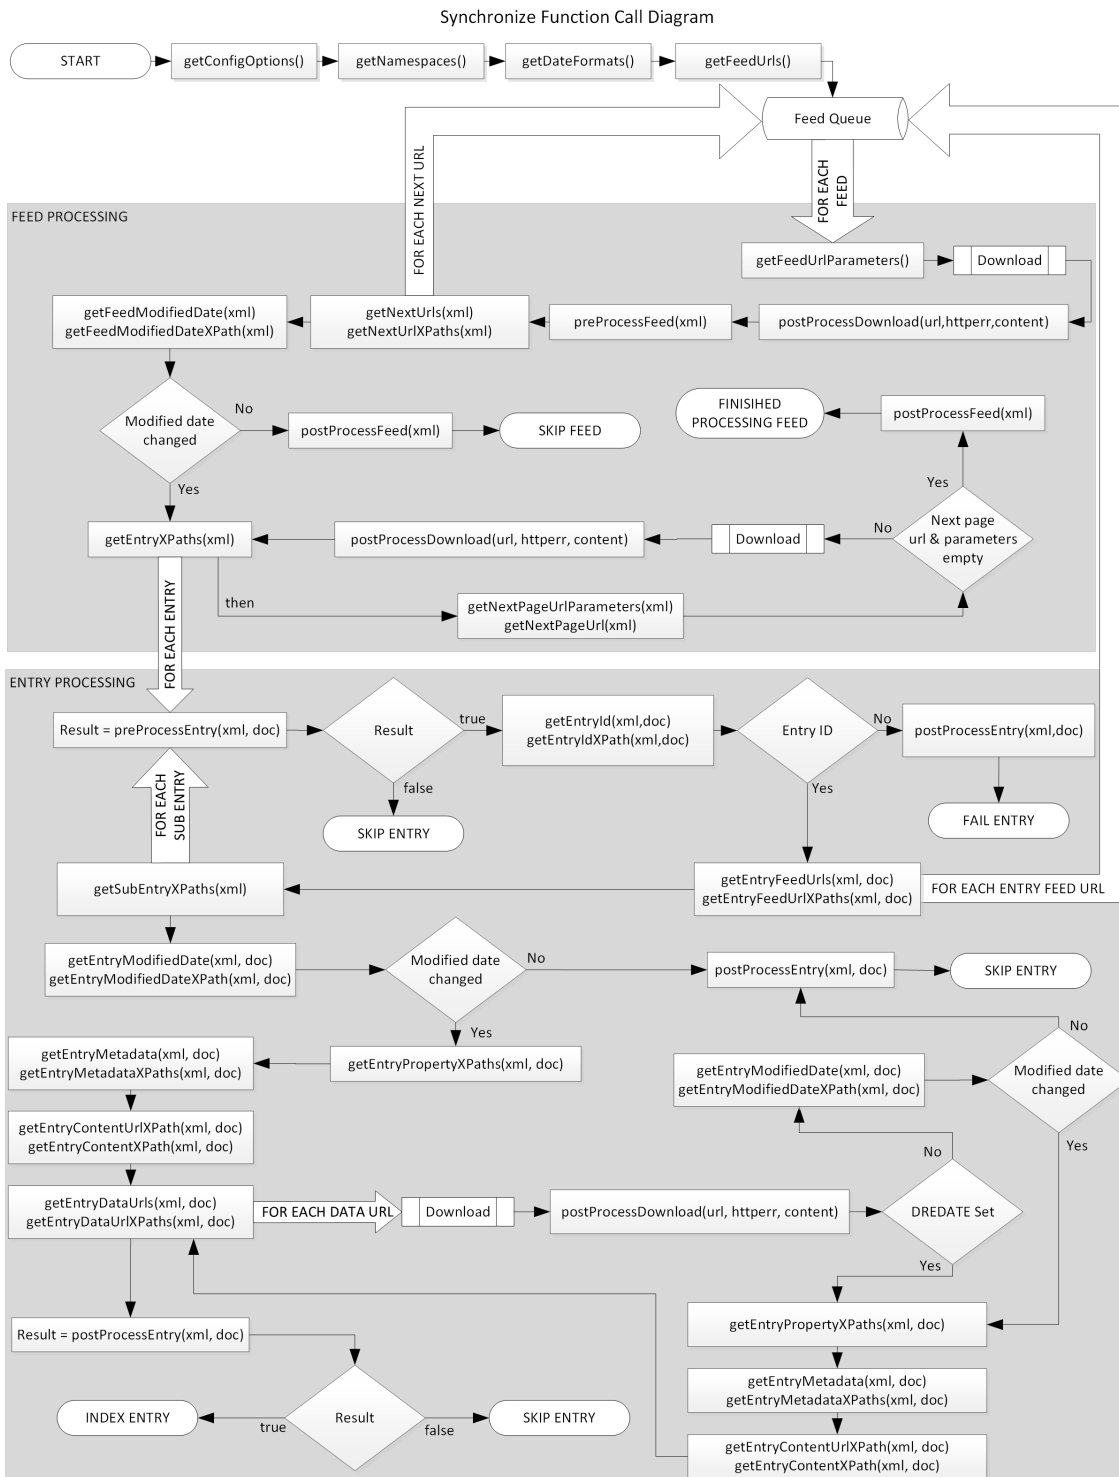 Synchronize Function Call Diagram
START
getConfigOptions()
getNamespaces()
getDateFormats()
getFeedUrls()
Feed Queue
FOR EACH NEXT URL
FOR EACH
FEED
FEED PROCESSING
getFeedUrlParameters()
Download
getFeedModifiedDate(xml)
getFeedModifiedDateXPath(xml)
getNextUrls(xml)
getNextUrlXPaths(xml)
preProcessFeed(xml)
postProcessDownload(url,httperr,content)
Modified date
changed
No
postProcessFeed(xml)
SKIP FEED
FINISIHED
PROCESSING FEED
postProcessFeed(xml)
Yes
Yes
getEntryXPaths(xml)
postProcessDownload(url, httperr, content)
Download
No
Next page
url & parameters
empty
then
getNextPageUrlParameters(xml)
getNextPageUrl(xml)
FOR EACH ENTRY
ENTRY PROCESSING
Result = preProcessEntry(xml, doc)
Result
true
getEntryId(xml,doc)
getEntryIdXPath(xml,doc)
Entry ID
No
postProcessEntry(xml,doc)
false
Yes
FOR EACH
SUB ENTRY
SKIP ENTRY
FAIL ENTRY
getSubEntryXPaths(xml)
getEntryFeedUrls(xml, doc)
getEntryFeedUrlXPaths(xml, doc)
FOR EACH ENTRY FEED URL
getEntryModifiedDate(xml, doc)
getEntryModifiedDateXPath(xml, doc)
Modified date
changed
No
postProcessEntry(xml, doc)
SKIP ENTRY
Yes
No
getEntryMetadata(xml, doc)
getEntryMetadataXPaths(xml, doc)
getEntryPropertyXPaths(xml, doc)
getEntryModifiedDate(xml, doc)
getEntryModifiedDateXPath(xml, doc)
Modified date
changed
getEntryContentUrlXPath(xml, doc)
getEntryContentXPath(xml, doc)
No
Yes
getEntryDataUrls(xml, doc)
getEntryDataUrlXPaths(xml, doc)
FOR EACH DATA URL
Download
postProcessDownload(url, httperr, content)
DREDATE Set
Yes
Result = postProcessEntry(xml, doc)
getEntryPropertyXPaths(xml, doc)
getEntryMetadata(xml, doc)
getEntryMetadataXPaths(xml, doc)
INDEX ENTRY
true
Result
false
SKIP ENTRY
getEntryContentUrlXPath(xml, doc)
getEntryContentXPath(xml, doc)